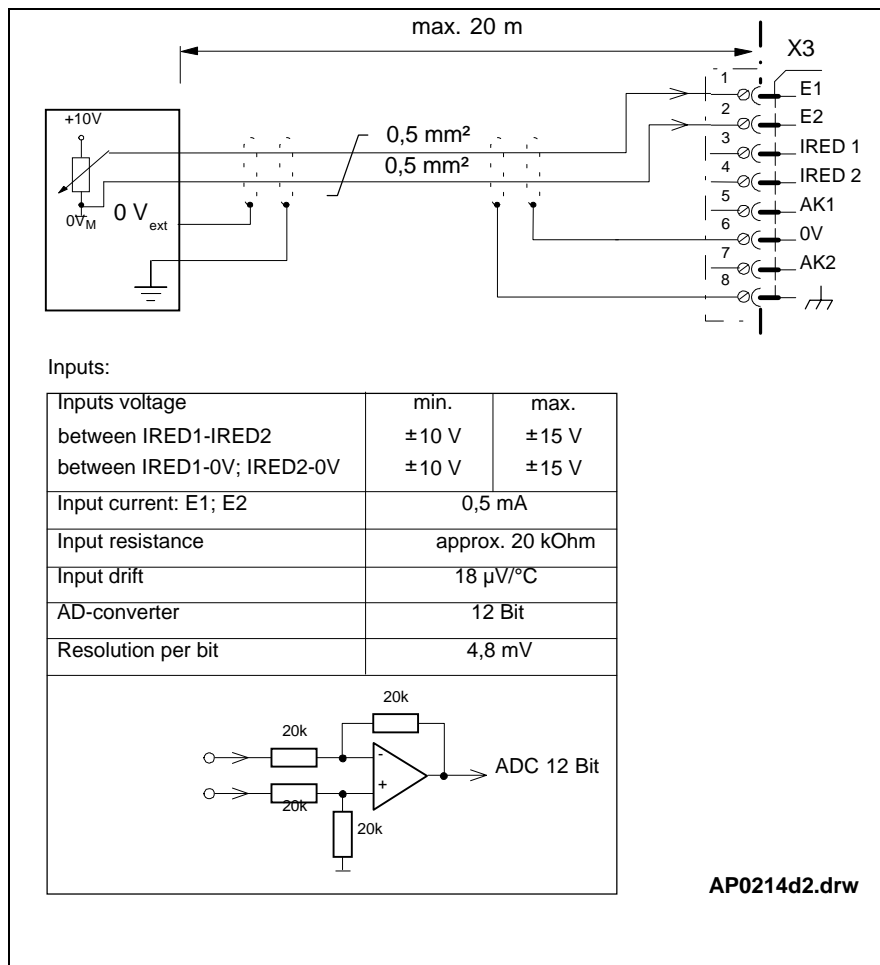 max. 20 m
X3
1
E1
+10V
2
E2
0,5 mm²
3
IRED 1
0,5 mm²
4
IRED 2
5
AK1
0VM
0 Vext
6
0V
7
AK2
8
Inputs:
Inputs voltage min. max.
between IRED1-IRED2 ±10 V ±15 V
between IRED1-0V; IRED2-0V ±10 V ±15 V
Input current: E1; E2 0,5 mA
Input resistance approx. 20 kOhm
Input drift 18 µV/°C
AD-converter 12 Bit
Resolution per bit 4,8 mV
20k
20k
-
ADC 12 Bit
+
20k
20k
AP0214d2.drw